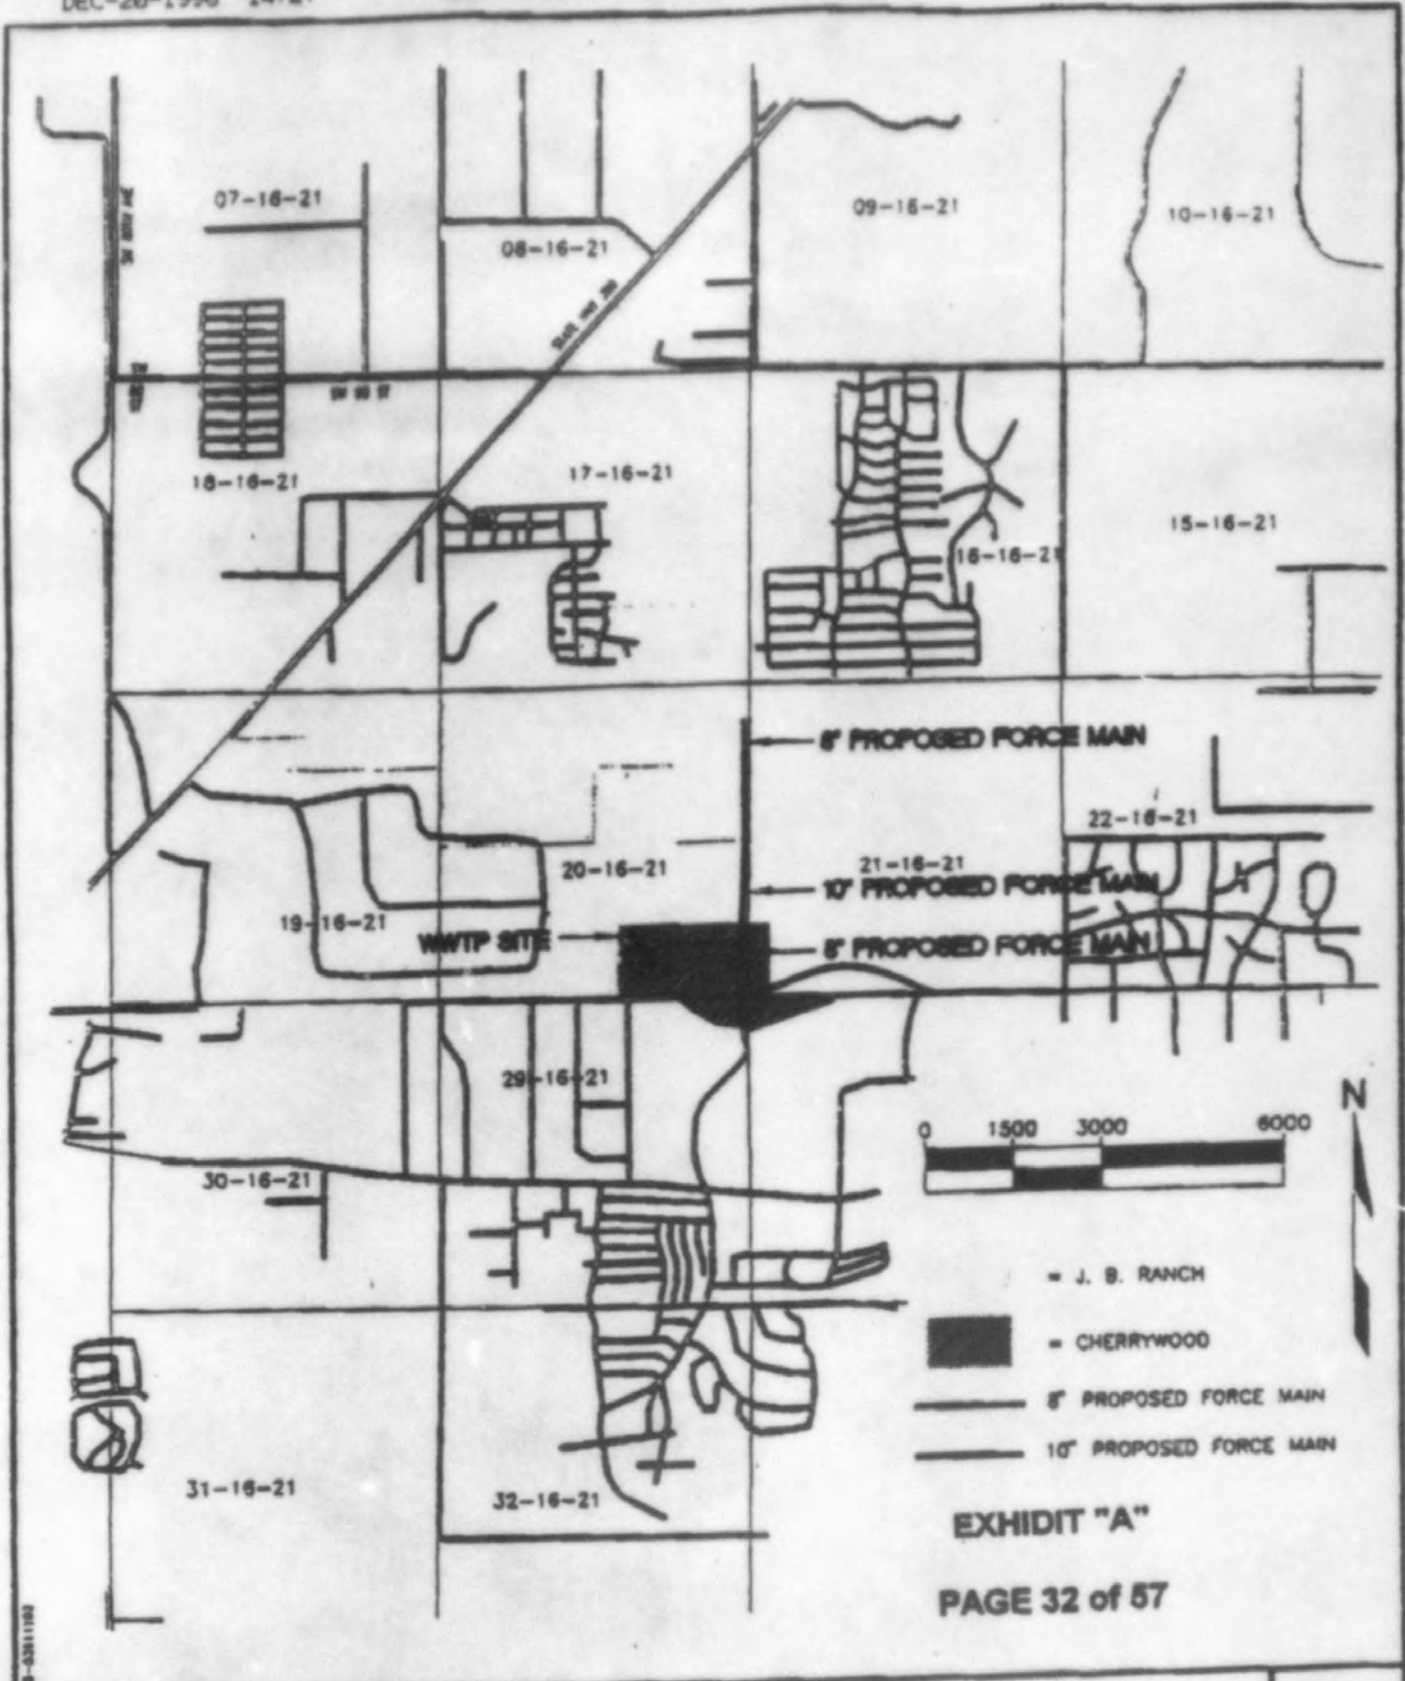 07-16-21
08-16-21
09-16-21
10-16-21
STATE HWY 200
18-16-21
17-16-21
16-16-21
15-16-21
8" PROPOSED FORCE MAIN
22-16-21
20-16-21
21-16-21
10" PROPOSED FORCE MAIN
19-16-21
WWTP SITE
8" PROPOSED FORCE MAIN
29-16-21
N
0 1500 3000 6000
30-16-21
= J. B. RANCH
= CHERRYWOOD
8" PROPOSED FORCE MAIN
10" PROPOSED FORCE MAIN
31-16-21
32-16-21
EXHIDIT "A"
PAGE 32 of 57